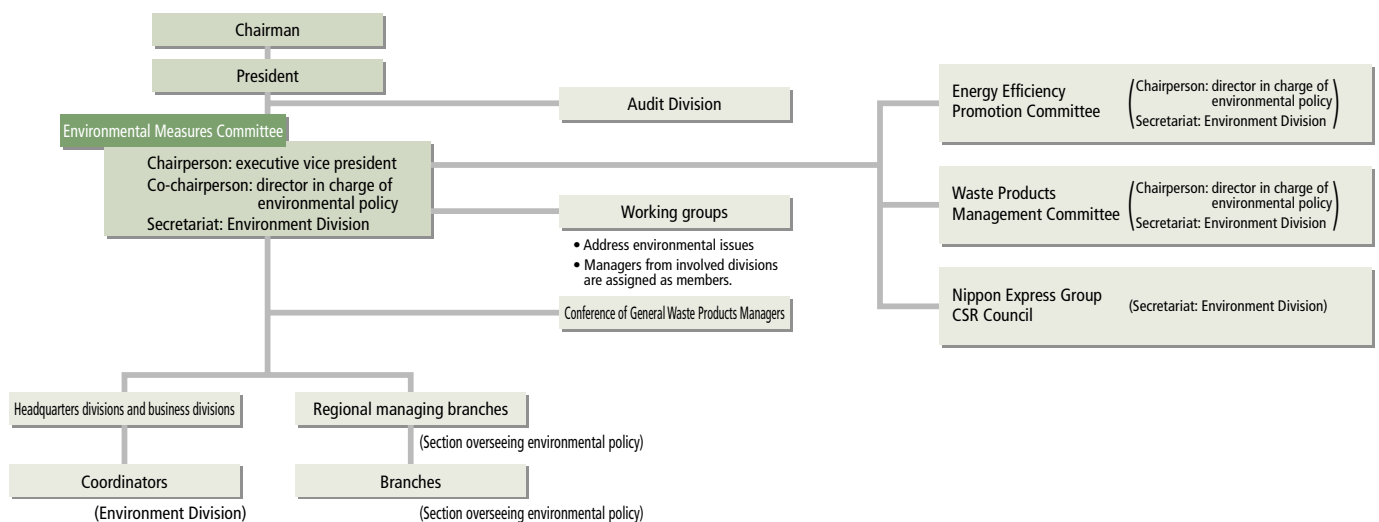 Chairman
President
Audit Division
Environmental Measures Committee
Chairperson: executive vice president
Co-chairperson: director in charge of
environmental policy
Secretariat: Environment Division
Working groups
• Address environmental issues
• Managers from involved divisions
are assigned as members.
Conference of General Waste Products Managers
Energy Efficiency
Promotion Committee
(Chairperson: director in charge of
environmental policy
Secretariat: Environment Division)
Waste Products
Management Committee
(Chairperson: director in charge of
environmental policy
Secretariat: Environment Division)
Nippon Express Group
CSR Council
(Secretariat: Environment Division)
Headquarters divisions and business divisions
Coordinators
(Environment Division)
Regional managing branches
(Section overseeing environmental policy)
Branches
(Section overseeing environmental policy)